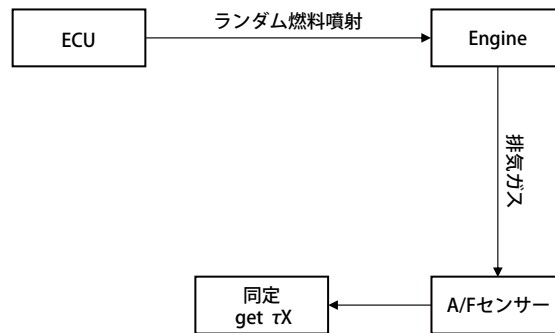 ECU
ランダム燃料噴射
Engine
排気ガス
A/Fセンサー
同定
get τX